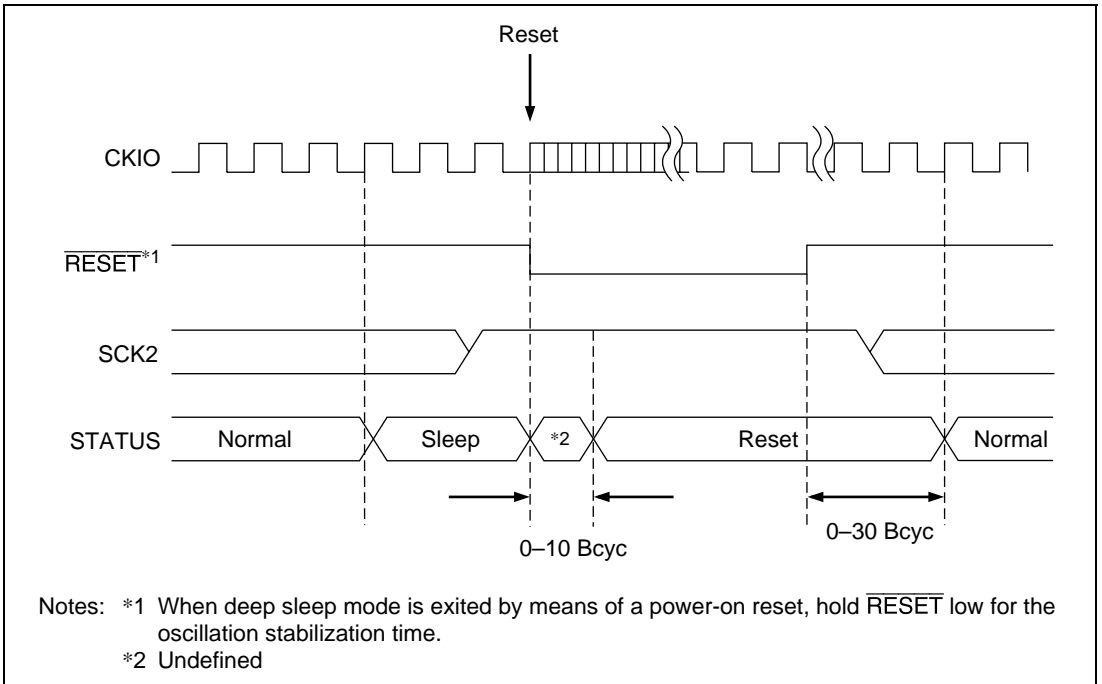 Reset
CKIO
RESET*1
SCK2
STATUS Normal Sleep *2 Reset Normal
0–10 Bcyc
0–30 Bcyc
Notes: *1 When deep sleep mode is exited by means of a power-on reset, hold RESET low for the
oscillation stabilization time.
*2 Undefined